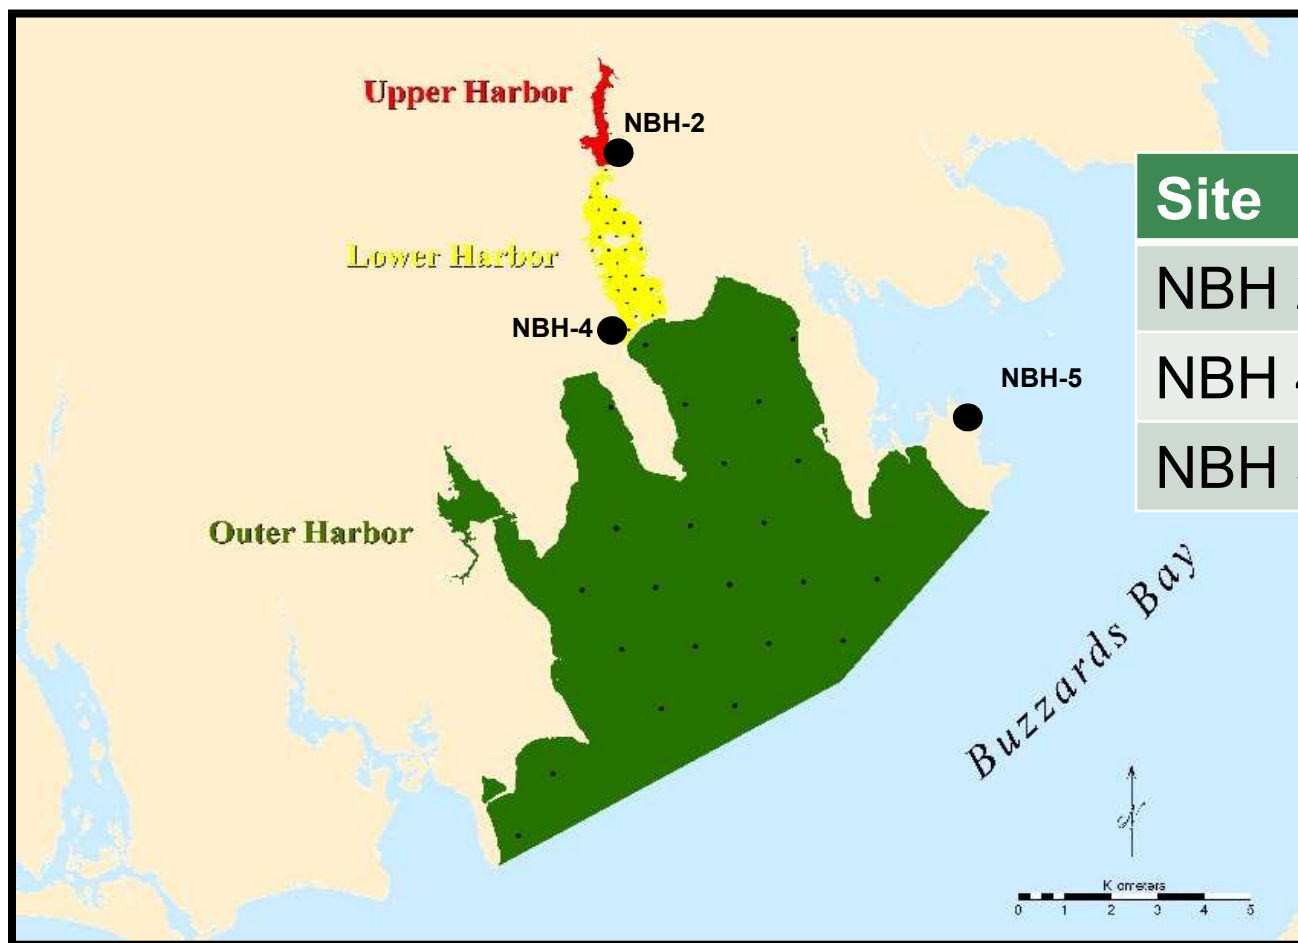 Upper Harbor
NBH-2
Site
Lower Harbor
NBH
NBH-4
NBH
NBH-5
NBH
Outer Harbor
Buzzards Bay
0 1 2 3 4 5